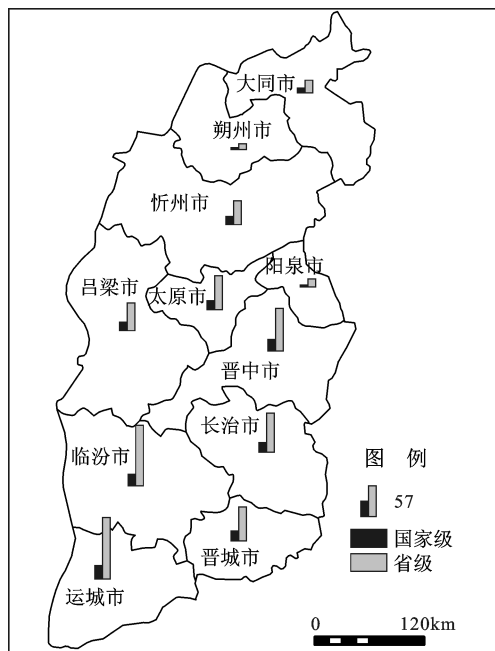 大同市
朔州市
忻州市
阳泉市
吕梁市
太原市
晋中市
长治市
临汾市
晋城市
运城市
图 例
57
国家级
省级
0 120km